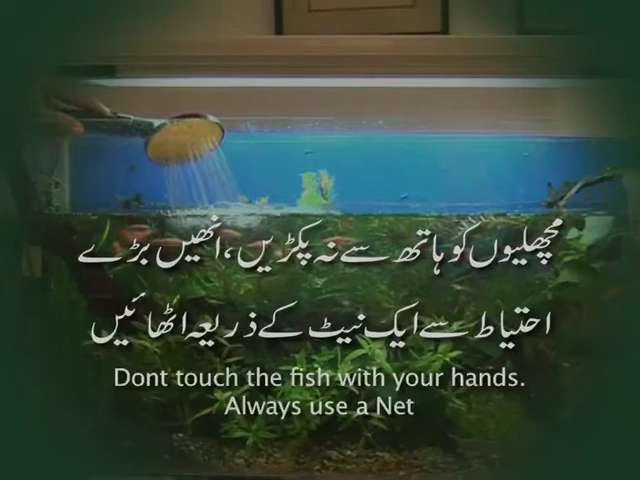 مچھلیوں کو ہاتھ سے نہ پکڑیں، انھیں بڑے
احتیاط سے ایک نیٹ کے ذریعہ اٹھائیں
Dont touch the fish with your hands.
Always use a Net